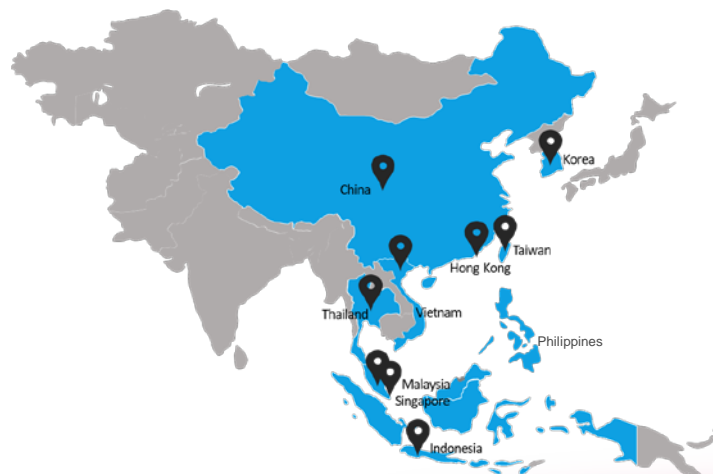 Korea
China
Taiwan
Hong Kong
Thailand
Vietnam
Philippines
Malaysia
Singapore
Indonesia